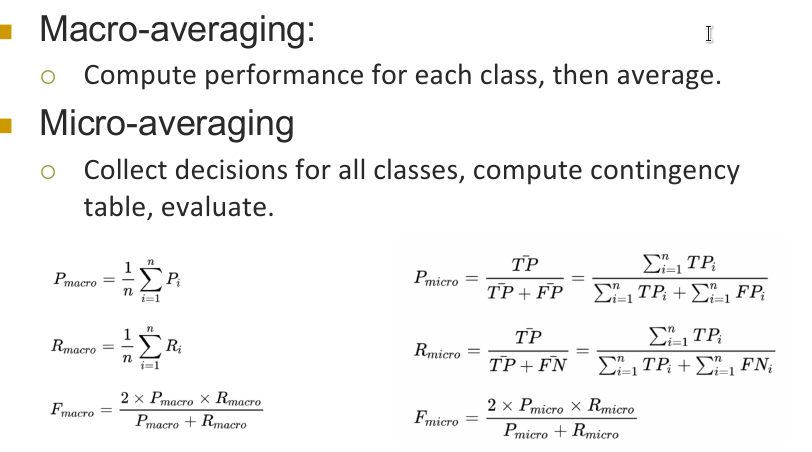 Macro-averaging:
Compute performance for each class, then average.
Micro-averaging
Collect decisions for all classes, compute contingency
table, evaluate.
P_{macro} = \frac{1}{n} \sum_{i=1}^{n} P_i
R_{macro} = \frac{1}{n} \sum_{i=1}^{n} R_i
F_{macro} = \frac{2 \times P_{macro} \times R_{macro}}{P_{macro} + R_{macro}}
P_{micro} = \frac{\bar{TP}}{\bar{TP} + \bar{FP}} = \frac{\sum_{i=1}^{n} TP_i}{\sum_{i=1}^{n} TP_i + \sum_{i=1}^{n} FP_i}
R_{micro} = \frac{\bar{TP}}{\bar{TP} + \bar{FN}} = \frac{\sum_{i=1}^{n} TP_i}{\sum_{i=1}^{n} TP_i + \sum_{i=1}^{n} FN_i}
F_{micro} = \frac{2 \times P_{micro} \times R_{micro}}{P_{micro} + R_{micro}}